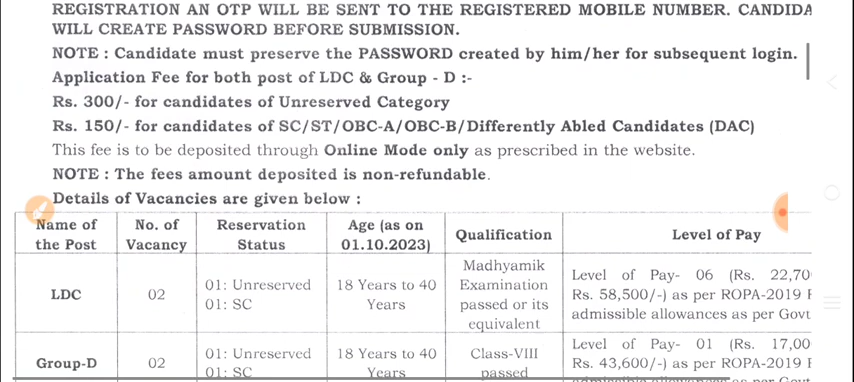 REGISTRATION AN OTP WILL BE SENT TO THE REGISTERED MOBILE NUMBER. CANDIDA
WILL CREATE PASSWORD BEFORE SUBMISSION.
NOTE : Candidate must preserve the PASSWORD created by him/her for subsequent login.
Application Fee for both post of LDC & Group - D :-
Rs. 300/- for candidates of Unreserved Category
Rs. 150/- for candidates of SC/ST/OBC-A/OBC-B/Differently Abled Candidates (DAC)
This fee is to be deposited through Online Mode only as prescribed in the website.
NOTE : The fees amount deposited is non-refundable.
Details of Vacancies are given below :
Name of the Post
No. of Vacancy
Reservation Status
Age (as on 01.10.2023)
Qualification
Level of Pay
LDC
02
01: Unreserved
01: SC
18 Years to 40 Years
Madhyamik
Examination
passed or its
equivalent
Level of Pay- 06 (Rs. 22,70
Rs. 58,500/-) as per ROPA-2019
admissible allowances as per Govt
Group-D
02
01: Unreserved
01: SC
18 Years to 40 Years
Class-VIII
passed
Level of Pay- 01 (Rs. 17,00
Rs. 43,600/-) as per ROPA-2019